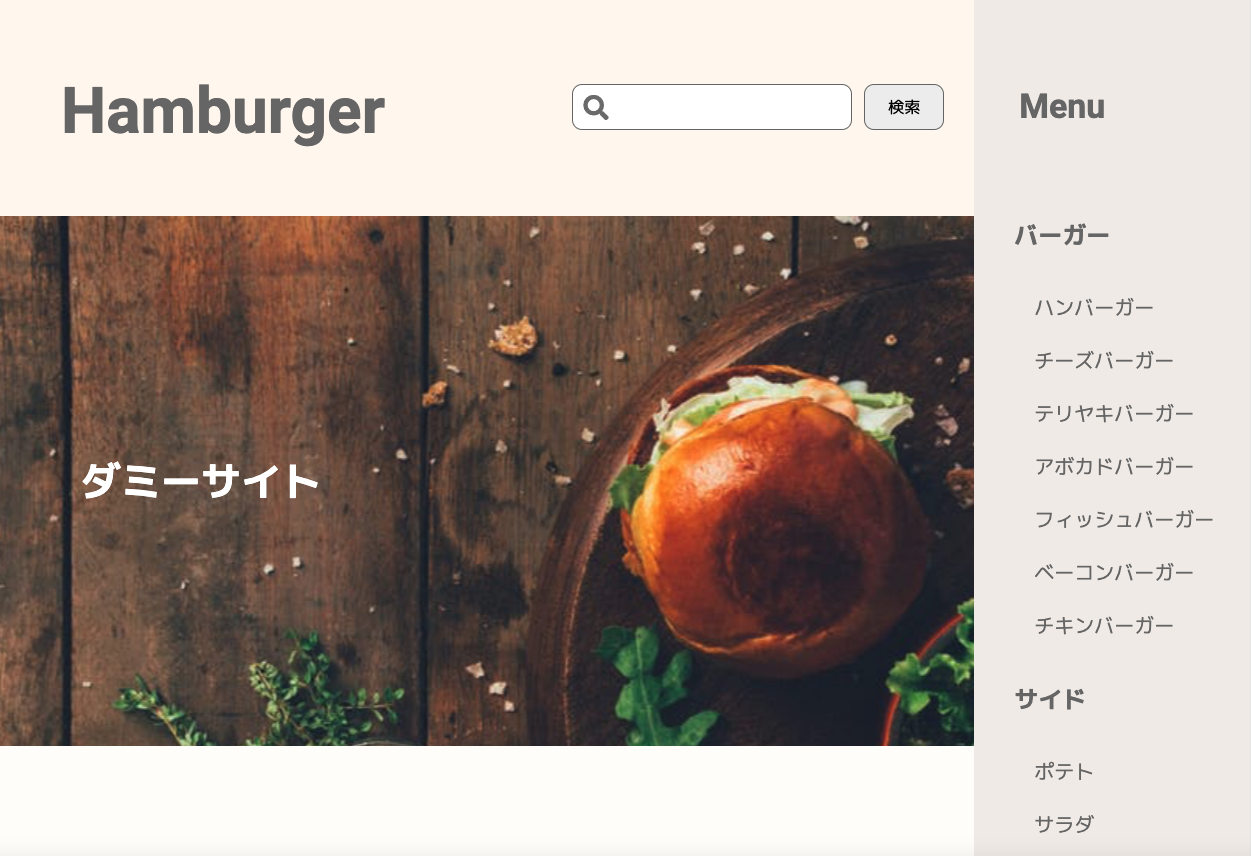 Hamburger
検索
ダミーサイト
Menu
バーガー
ハンバーガー
チーズバーガー
テリヤキバーガー
アボカドバーガー
フィッシュバーガー
ベーコンバーガー
チキンバーガー
サイド
ポテト
サラダ